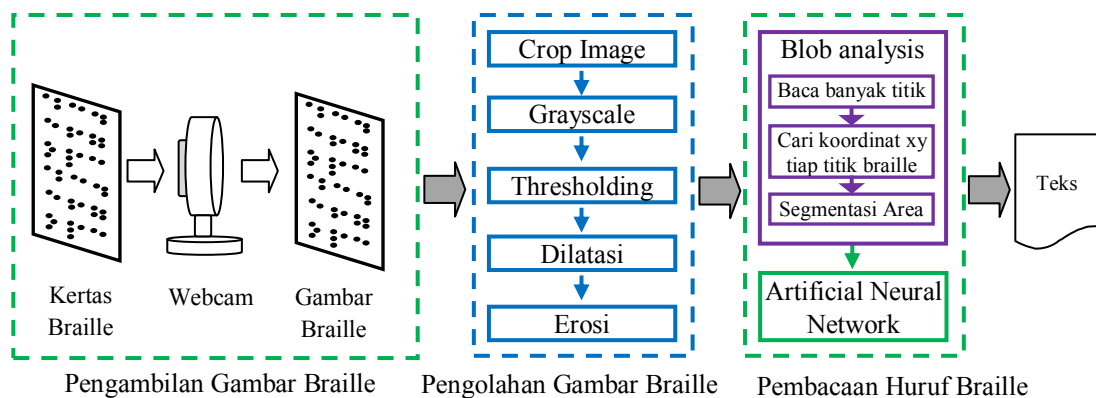 Kertas
Braille
Webcam
Gambar
Braille
Pengambilan Gambar Braille
Crop Image
Grayscale
Thresholding
Dilatasi
Erosi
Pengolahan Gambar Braille
Blob analysis
Baca banyak titik
Cari koordinat xy
tiap titik braille
Segmentasi Area
Artificial Neural
Network
Pembacaan Huruf Braille
Teks